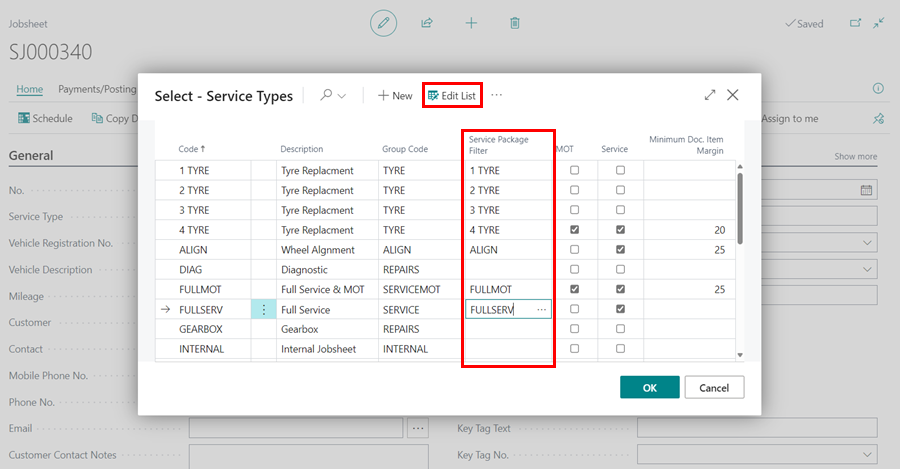 Jobsheet
Saved
SJ000340
Home Payments/Posting
Select - Service Types
New
Edit List
Schedule
Copy D
Assign to me
General
Show more
Code ↑ Description Group Code Service Package Filter MOT Service Minimum Doc. Item Margin
1 TYRE Tyre Replacment TYRE 1 TYRE
2 TYRE Tyre Replacment TYRE 2 TYRE
3 TYRE Tyre Replacment TYRE 3 TYRE
4 TYRE Tyre Replacment TYRE 4 TYRE 20
ALIGN Wheel Algnment ALIGN ALIGN 25
DIAG Diagnostic REPAIRS
FULLMOT Full Service & MOT SERVICEMOT FULLMOT 25
FULLSERV Full Service SERVICE FULLSERV
GEARBOX Gearbox REPAIRS
INTERNAL Internal Jobsheet INTERNAL
OK Cancel
No.
Service Type
Vehicle Registration No.
Vehicle Description
Mileage
Customer
Contact
Mobile Phone No.
Phone No.
Email
Customer Contact Notes
Key Tag Text
Key Tag No.